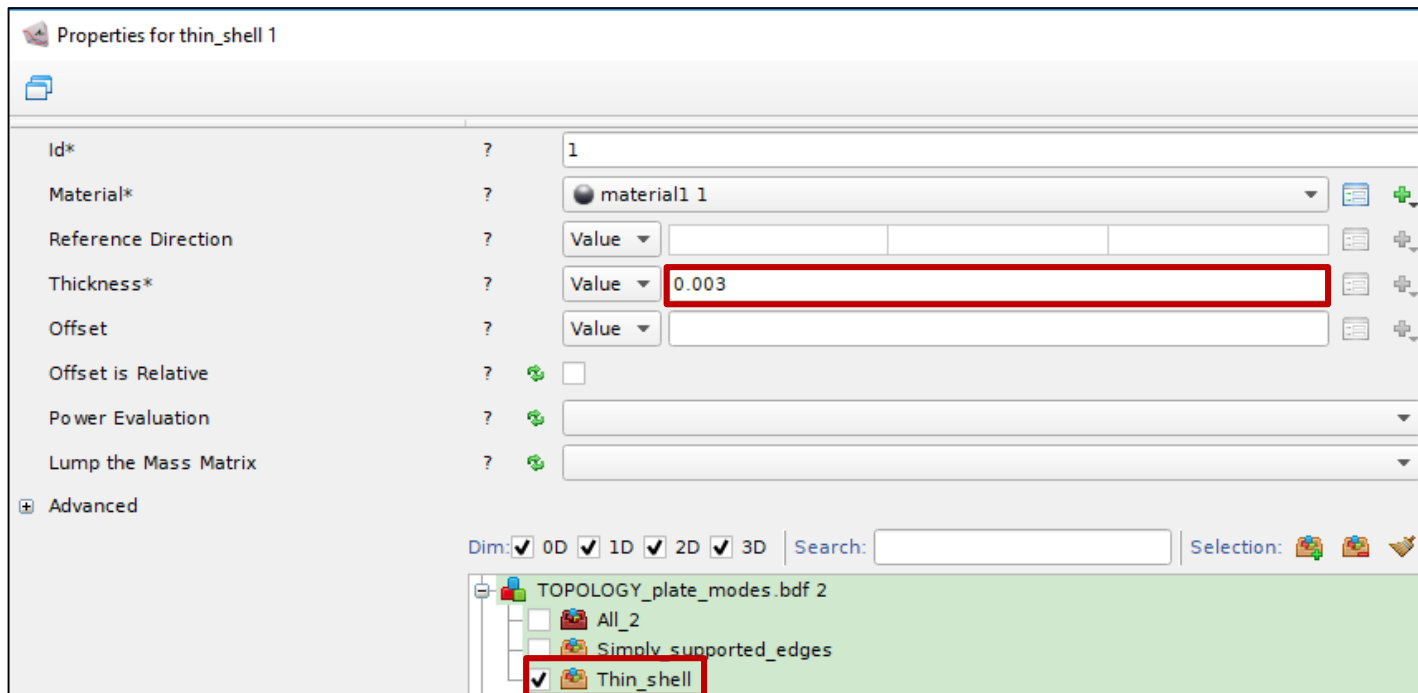 Properties for thin_shell 1
Id* ? 1
Material* ? material1 1
Reference Direction ? Value
Thickness* ? Value 0.003
Offset ? Value
Offset is Relative ?
Power Evaluation ?
Lump the Mass Matrix ?
Advanced
Dim: 0D 1D 2D 3D Search: Selection:
TOPOLOGY_plate_modes.bdf 2
All_2
Simply_supported_edges
Thin_shell